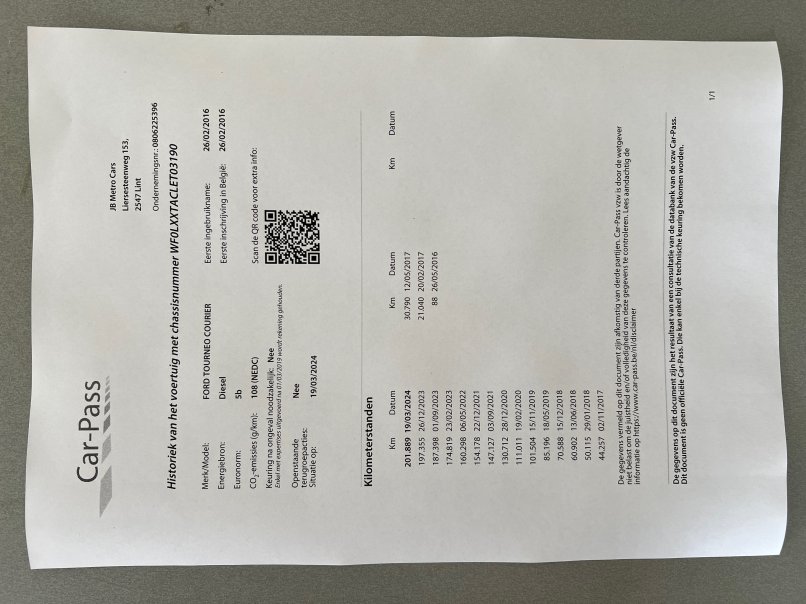 Car-Pass
JB Metro Cars
Liersesteenweg 153,
2547 Lint
Ondernemingsnr.: 0806225396
Historiek van het voertuig met chassisnummer WF0LXXTACLET03190
Merk/Model: FORD TOURNEO COURIER Eerste ingebruikname: 26/02/2016
Energiebron: Diesel Eerste inschrijving in België: 26/02/2016
Euronorm: 5b
CO₂-emissies (g/km): 108 (NEDC) Scan de QR code voor extra info:
Keuring na ongeval noodzakelijk: Nee
Enkel met expertises uitgevoerd na 01/03/2019 wordt rekening gehouden.
Openstaande Nee
terugroepacties:
Situatie op: 19/03/2024
Kilometerstanden
Km Datum Km Datum Km Datum
201.889 19/03/2024 30.790 12/05/2017
197.355 26/12/2023 21.040 20/02/2017
187.398 01/09/2023 88 26/05/2016
174.819 23/02/2023
160.298 06/05/2022
154.178 22/12/2021
147.127 03/09/2021
130.712 28/12/2020
111.011 19/02/2020
101.504 15/11/2019
85.196 18/05/2019
70.588 15/12/2018
60.902 13/06/2018
50.115 29/01/2018
44.257 02/11/2017
De gegevens vermeld op dit document zijn afkomstig van derde partijen. Car-Pass vzw is door de wetgever
niet belast om de juistheid en/of volledigheid van deze gegevens te controleren. Lees aandachtig de
informatie op https://www.car-pass.be/nl/disclaimer
De gegevens op dit document zijn het resultaat van een consultatie van de databank van de vzw Car-Pass.
Dit document is geen officiële Car-Pass. Die kan enkel bij de technische keuring bekomen worden.
1/1